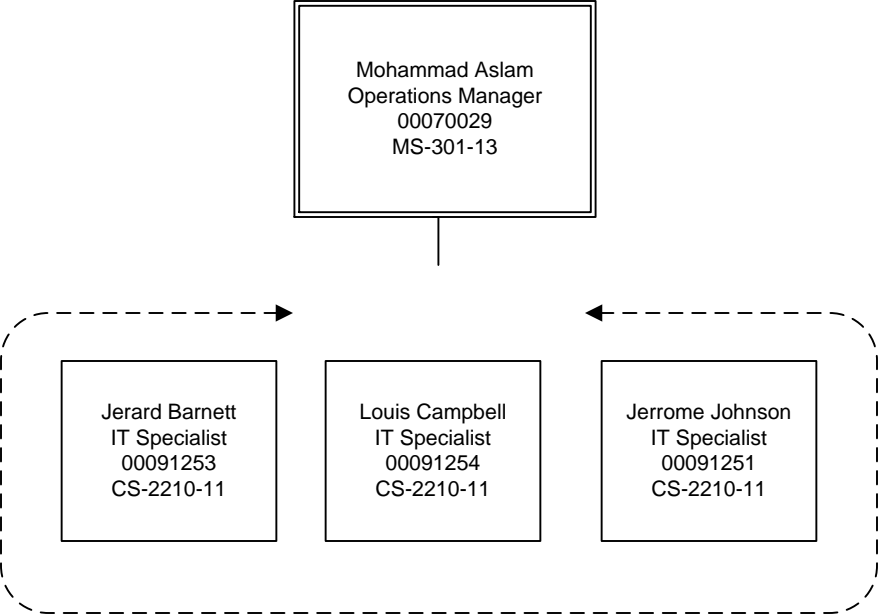 Mohammad Aslam
Operations Manager
00070029
MS-301-13
Jerard Barnett
IT Specialist
00091253
CS-2210-11
Louis Campbell
IT Specialist
00091254
CS-2210-11
Jerrome Johnson
IT Specialist
00091251
CS-2210-11